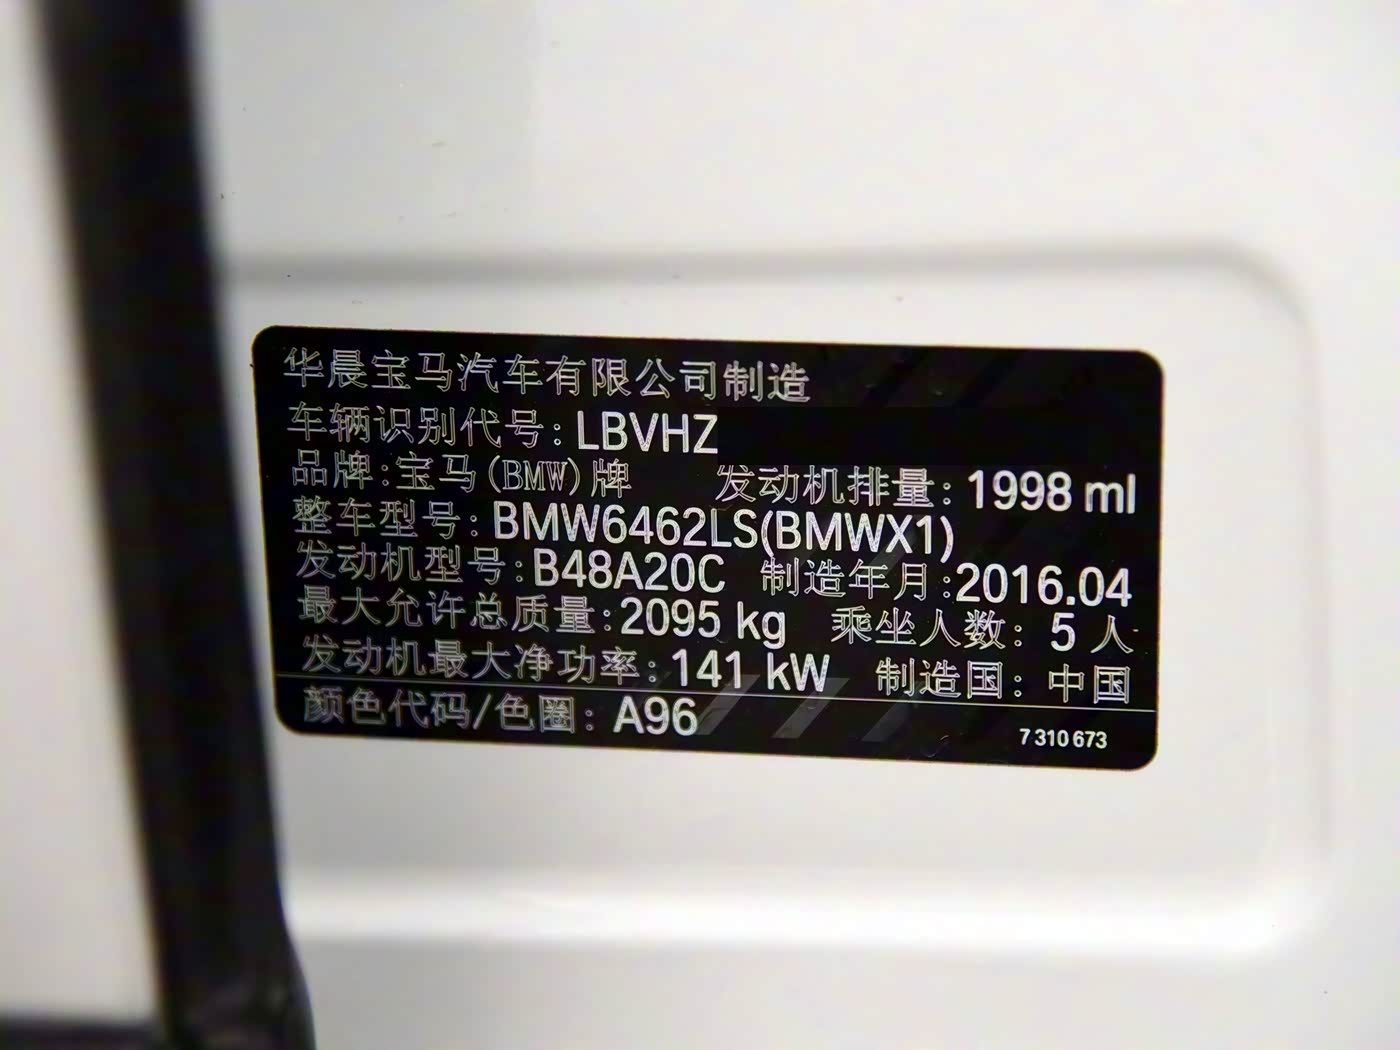 华晨宝马汽车有限公司制造
车辆识别代号:LBVHZ
品牌:宝马(BMW)牌 发动机排量:1998 ml
整车型号:BMW6462LS(BMWX1)
发动机型号:B48A20C 制造年月:2016.04
最大允许总质量:2095 kg 乘坐人数:5 人
发动机最大净功率:141 kW 制造国:中国
颜色代码/色圈:A96 7 310 673